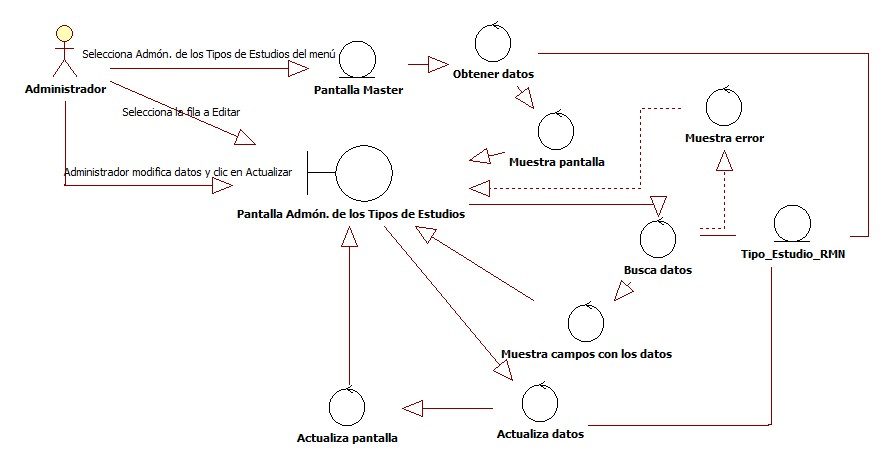 Selecciona Admón. de los Tipos de Estudios del menú
Administrador
Pantalla Master
Obtener datos
Selecciona la fila a Editar
Muestra error
Muestra pantalla
Administrador modifica datos y clic en Actualizar
Pantalla Admón. de los Tipos de Estudios
Tipo_Estudio_RMN
Busca datos
Muestra campos con los datos
Actualiza pantalla
Actualiza datos